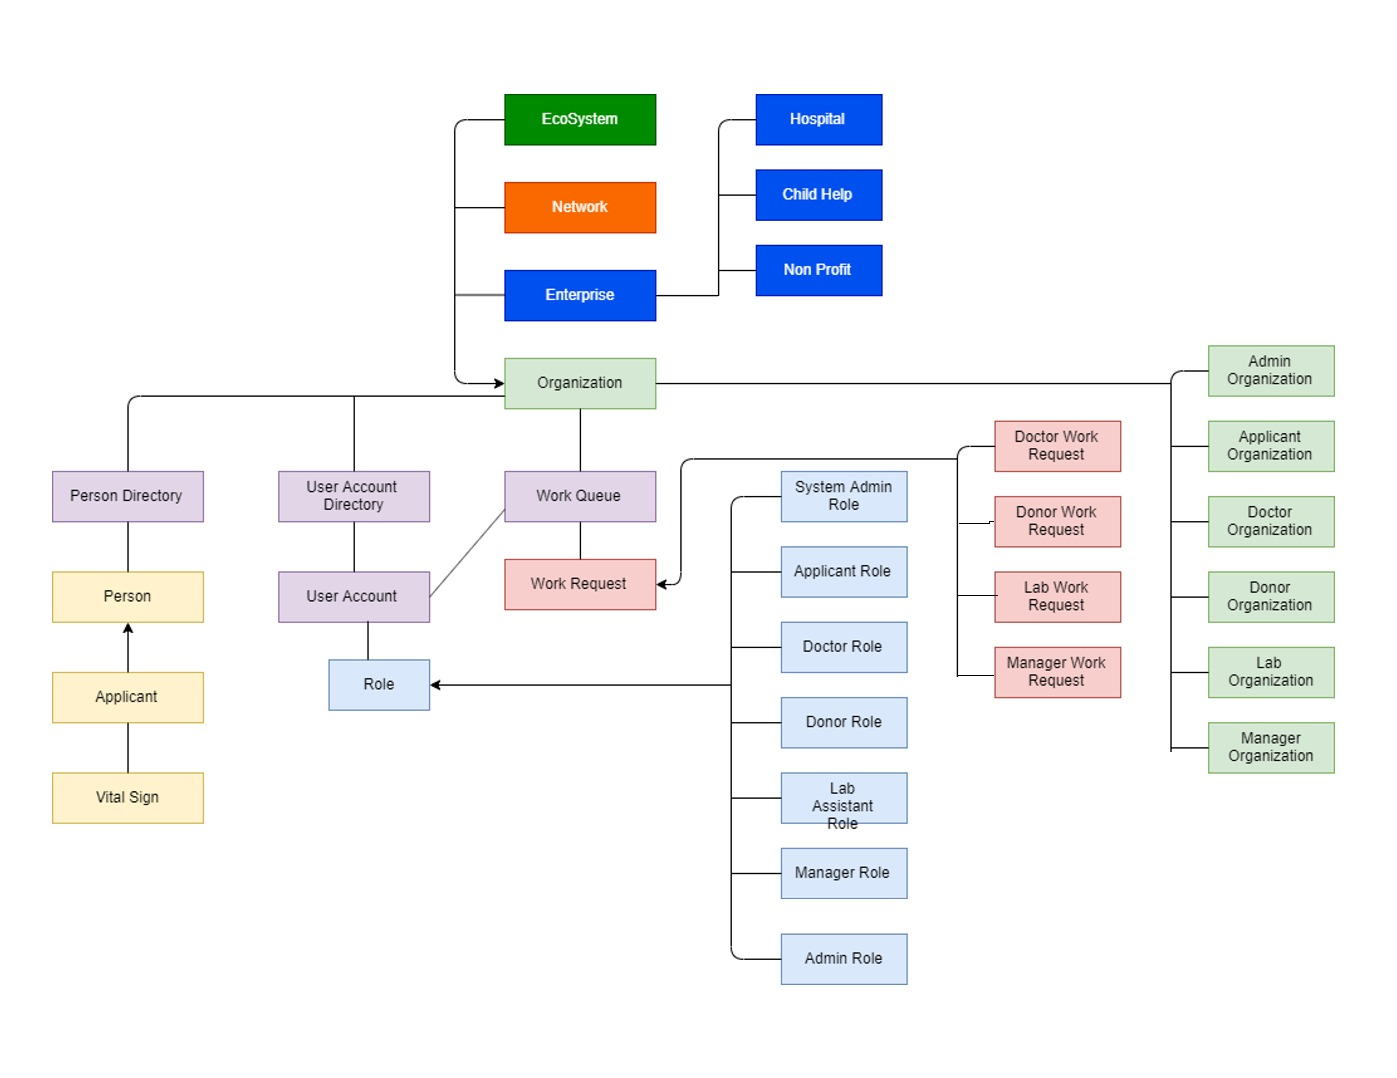 EcoSystem
Hospital
Network
Child Help
Enterprise
Non Profit
Organization
Admin
Organization
Applicant
Organization
Doctor
Organization
Donor
Organization
Lab
Organization
Manager
Organization
Doctor Work
Request
Donor Work
Request
Lab Work
Request
Manager Work
Request
Person Directory
User Account
Directory
Work Queue
System Admin
Role
Person
User Account
Work Request
Applicant Role
Doctor Role
Applicant
Role
Donor Role
Vital Sign
Lab
Assistant
Role
Manager Role
Admin Role